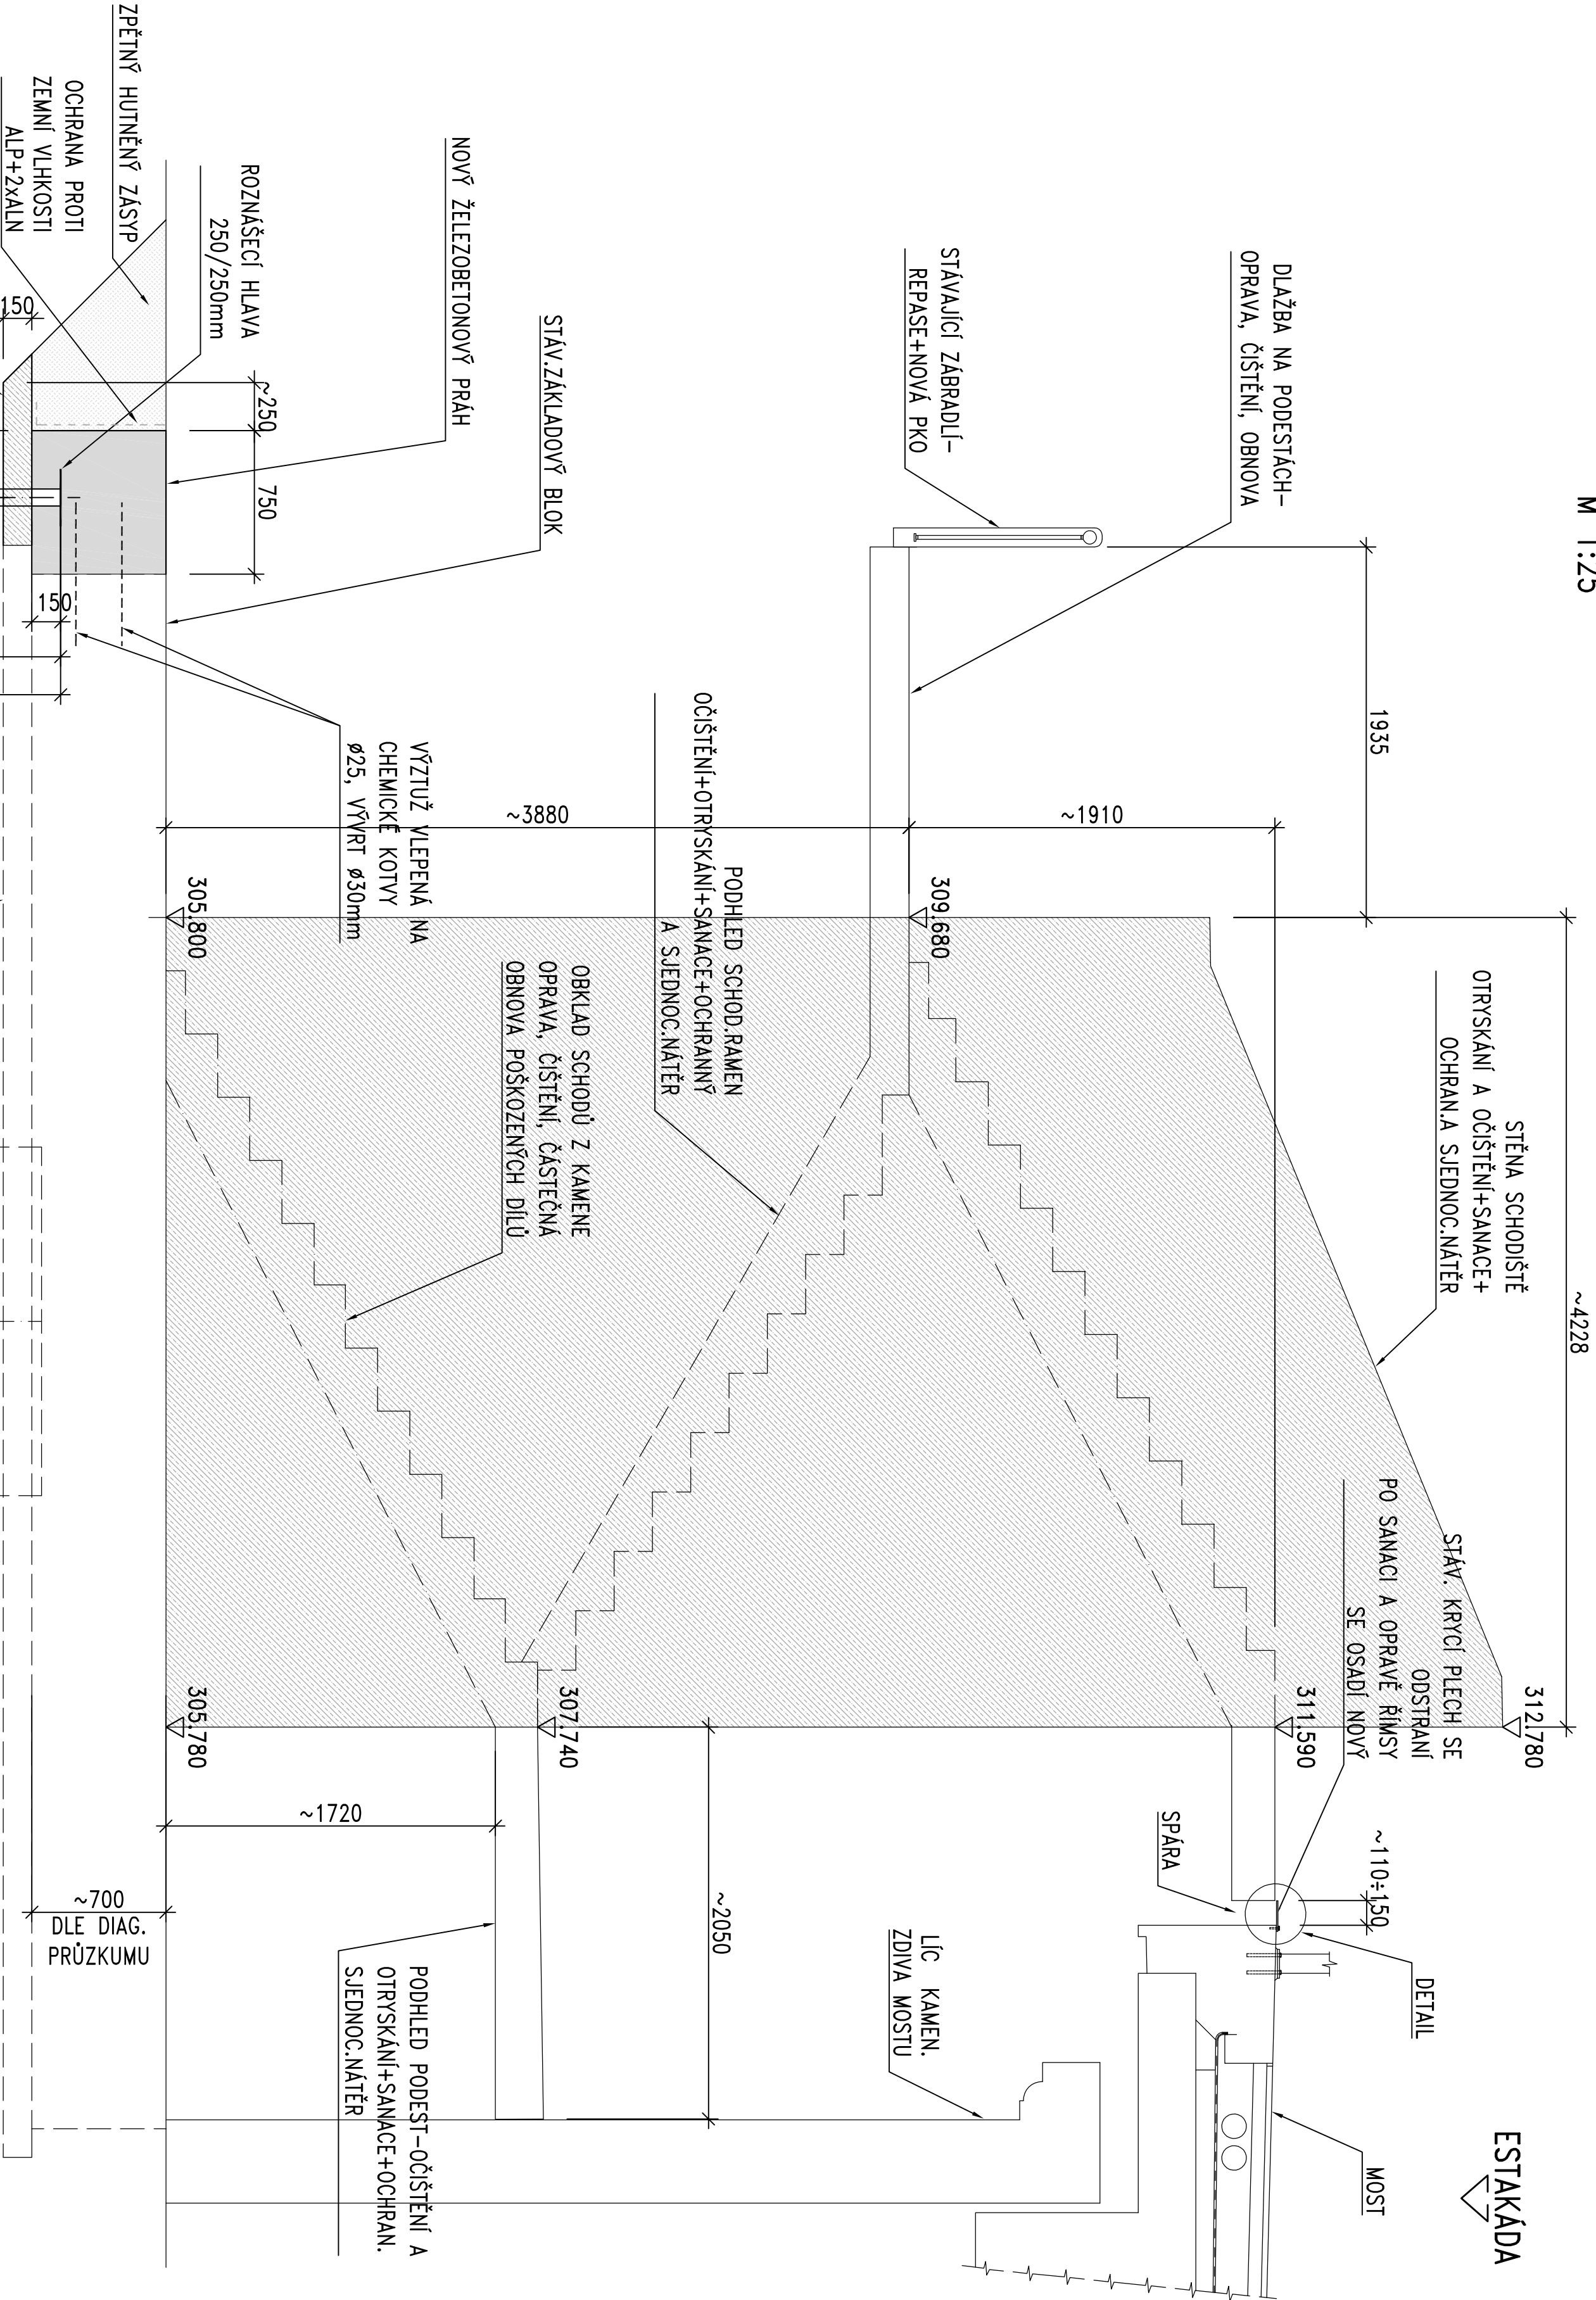 M 1:25
ESTAKÁDA
~4228
312.780
STĚNA SCHODIŠTĚ
OTRYSKÁNÍ A OČIŠTĚNÍ+SANACE+
OCHRAN.A SJEDNOC.NÁTĚR
STÁV. KRYCÍ PLECH SE
ODSTRANÍ
PO SANACI A OPRAVĚ ŘÍMSY
SE OSADÍ NOVÝ
DETAIL
~110÷150
MOST
1935
311.590
DLAŽBA NA PODESTÁCH-
OPRAVA, ČIŠTĚNÍ, OBNOVA
SPÁRA
~1910
STÁVAJÍCÍ ZÁBRADLÍ-
REPASE+NOVÁ PKO
309.680
LÍC KAMEN.
ZDIVA MOSTU
PODHLED SCHOD.RAMEN
OČIŠTĚNÍ+OTRYSKÁNÍ+SANACE+OCHRANNÝ
A SJEDNOC.NÁTĚR
~2050
OBKLAD SCHODŮ Z KAMENE
OPRAVA, ČIŠTĚNÍ, ČÁSTEČNÁ
OBNOVA POŠKOZENÝCH DÍLŮ
307.740
~3880
STÁV.ZÁKLADOVÝ BLOK
NOVÝ ŽELEZOBETONOVÝ PRÁH
VÝZTUŽ VLEPENÁ NA
CHEMICKÉ KOTVY
ø25, VÝVRT ø30mm
PODHLED PODEST-OČIŠTĚNÍ A
OTRYSKÁNÍ+SANACE+OCHRAN.
SJEDNOC.NÁTĚR
~1720
ROZNÁŠECÍ HLAVA
250/250mm
~250
750
305.800
305.780
ZPĚTNÝ HUTNĚNÝ ZÁSYP
OCHRANA PROTI
ZEMNÍ VLHKOSTI
ALP+2xALN
150
150
~700
DLE DIAG.
PRŮZKUMU